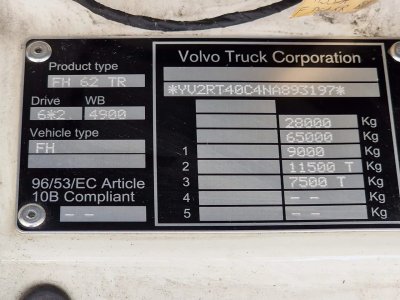 Volvo Truck Corporation
Product type
FH 62 TR
*YV2RT40C4NA893197*
Drive WB
6*2 4900
28000 Kg
65000 Kg
Vehicle type
FH
1 9000 Kg
2 11500 T Kg
3 7500 T Kg
96/53/EC Article
10B Compliant
--
4 -- Kg
5 -- Kg